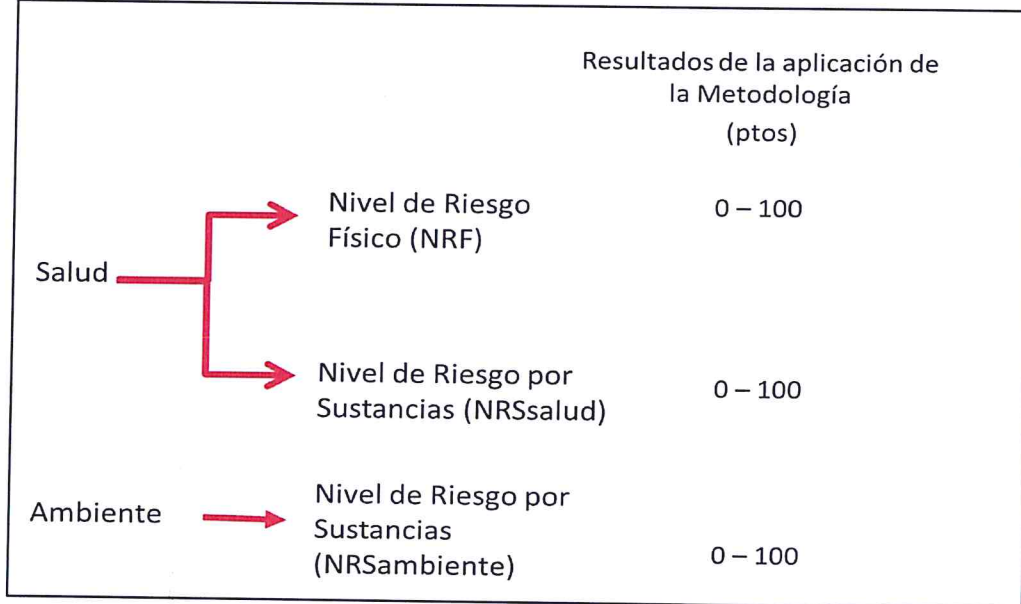 Resultados de la aplicación de
la Metodología
(ptos)
Nivel de Riesgo
Físico (NRF)
0 – 100
Salud
Nivel de Riesgo por
Sustancias (NRSsalud)
0 – 100
Ambiente
Nivel de Riesgo por
Sustancias
(NRSambiente)
0 – 100